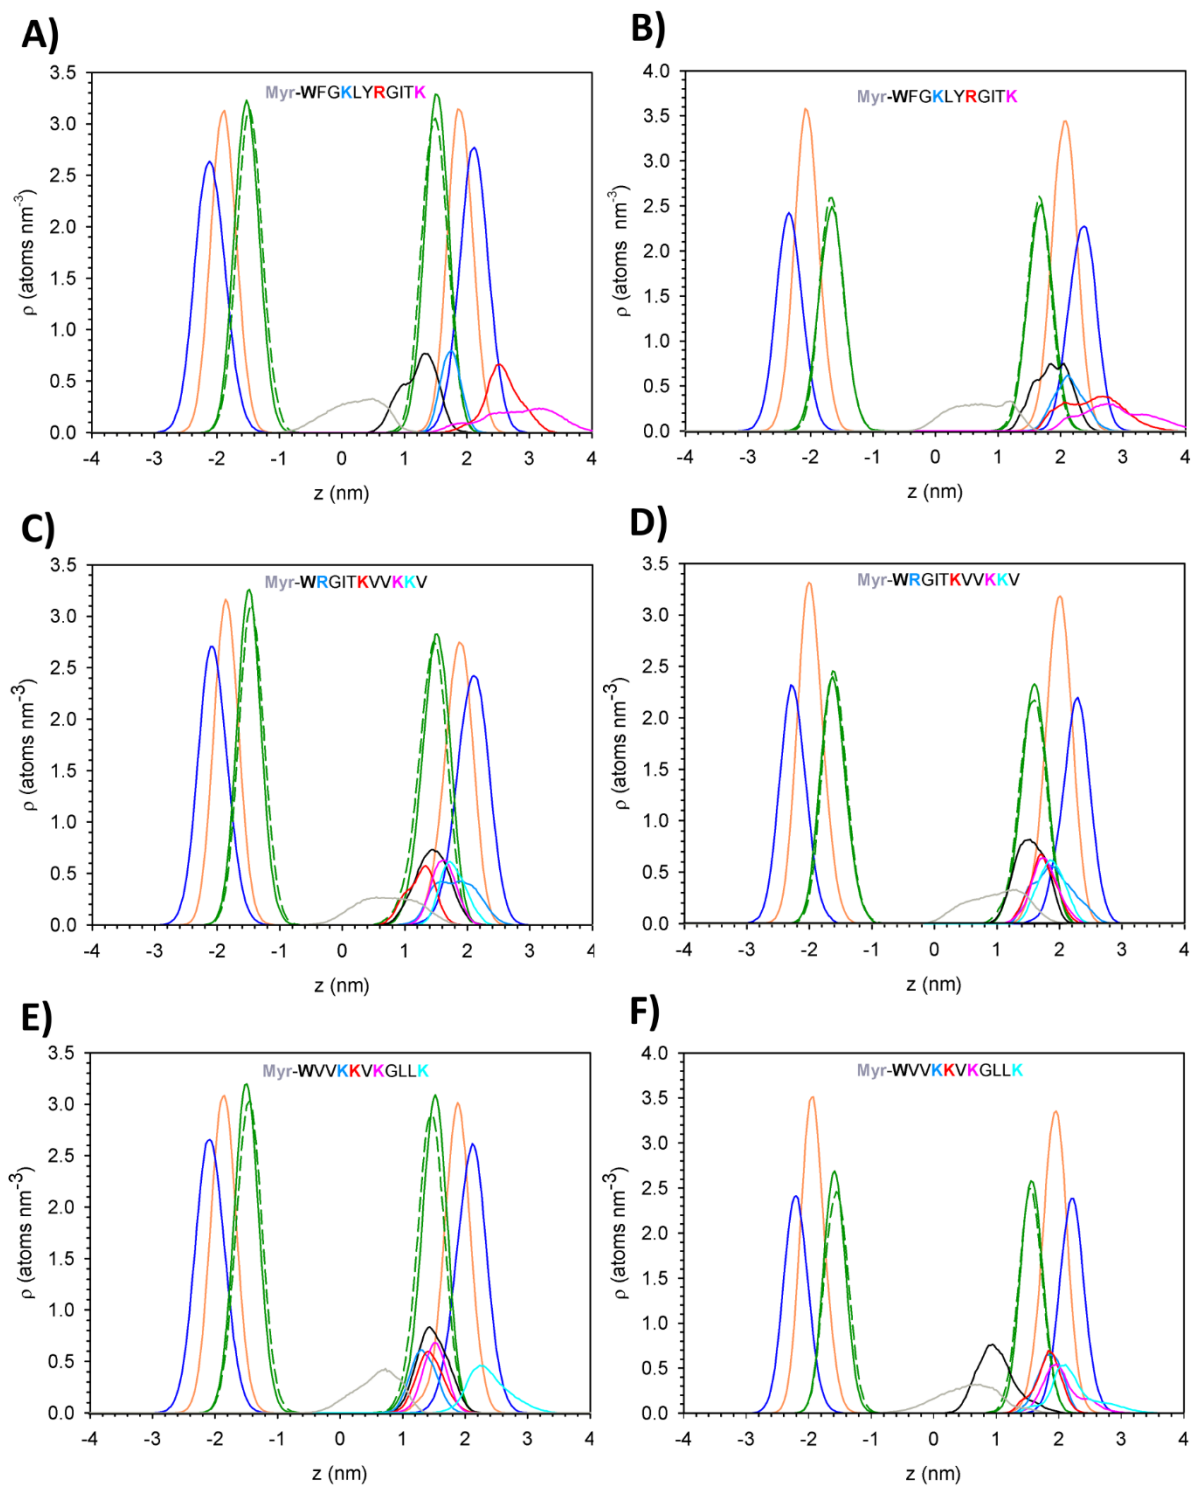 A)
Myr-WFGKLYRGITK
ρ (atoms nm-3)
3.5
3.0
2.5
2.0
1.5
1.0
0.5
0.0
-4 -3 -2 -1 0 1 2 3 4
z (nm)
B)
Myr-WFGKLYRGITK
ρ (atoms nm-3)
4.0
3.5
3.0
2.5
2.0
1.5
1.0
0.5
0.0
-4 -3 -2 -1 0 1 2 3 4
z (nm)
C)
Myr-WRGITKVVKKV
ρ (atoms nm-3)
3.5
3.0
2.5
2.0
1.5
1.0
0.5
0.0
-4 -3 -2 -1 0 1 2 3 4
z (nm)
D)
Myr-WRGITKVVKKV
ρ (atoms nm-3)
3.5
3.0
2.5
2.0
1.5
1.0
0.5
0.0
-4 -3 -2 -1 0 1 2 3 4
z (nm)
E)
Myr-WVVKKVKGLLK
ρ (atoms nm-3)
3.5
3.0
2.5
2.0
1.5
1.0
0.5
0.0
-4 -3 -2 -1 0 1 2 3 4
z (nm)
F)
Myr-WVVKKVKGLLK
ρ (atoms nm-3)
4.0
3.5
3.0
2.5
2.0
1.5
1.0
0.5
0.0
-4 -3 -2 -1 0 1 2 3 4
z (nm)